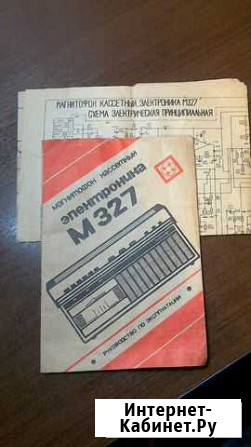 МАГНИТОФОН КАССЕТНЫЙ „ЭЛЕКТРОНИКА М327"
СХЕМА ЭЛЕКТРИЧЕСКАЯ ПРИНЦИПИАЛЬНАЯ
МАГНИТОФОН КАССЕТНЫЙ
электроника
М 327
РУКОВОДСТВО ПО ЭКСПЛУАТАЦИИ
Интернет-
Кабинет.Ру